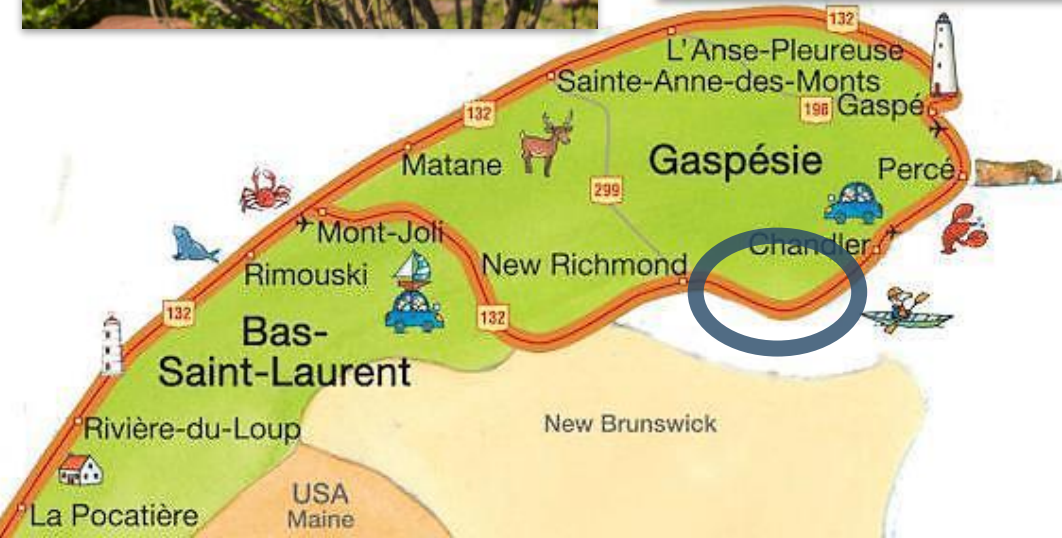 132
L'Anse-Pleureuse
Sainte-Anne-des-Monts
198
Gaspé
132
Matane
Gaspésie
Percé
299
Mont-Joli
Chandler
New Richmond
Rimouski
132
132
Bas-
Saint-Laurent
New Brunswick
Rivière-du-Loup
USA
Maine
La Pocatière